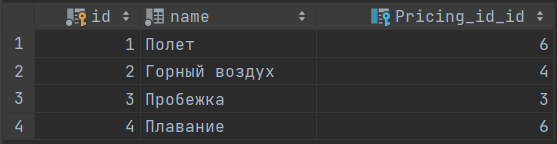 id name Pricing_id_id
1 1 Полет 6
2 2 Горный воздух 4
3 3 Пробежка 3
4 4 Плавание 6